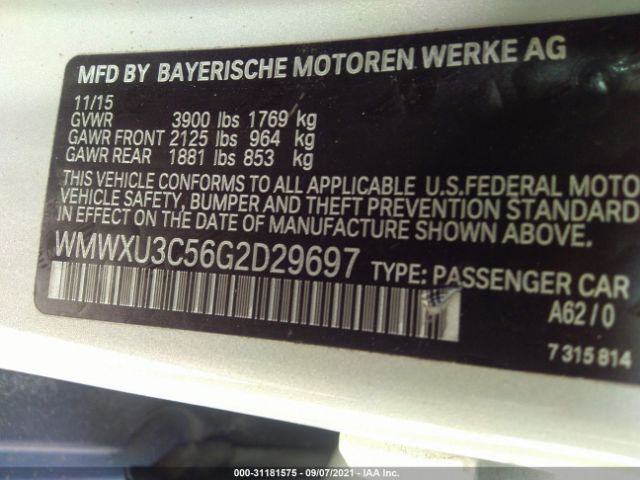 MFD BY BAYERISCHE MOTOREN WERKE AG
11/15
GVWR 3900 lbs 1769 kg
GAWR FRONT 2125 lbs 964 kg
GAWR REAR 1881 lbs 853 kg
THIS VEHICLE CONFORMS TO ALL APPLICABLE U.S.FEDERAL MOTO
VEHICLE SAFETY, BUMPER AND THEFT PREVENTION STANDARD
IN EFFECT ON THE DATE OF MANUFACTURE SHOWN ABOVE.
WMWXU3C56G2D29697 TYPE: PASSENGER CAR
A62/0
7 315 814
000-31181575 - 09/07/2021 - IAA Inc.